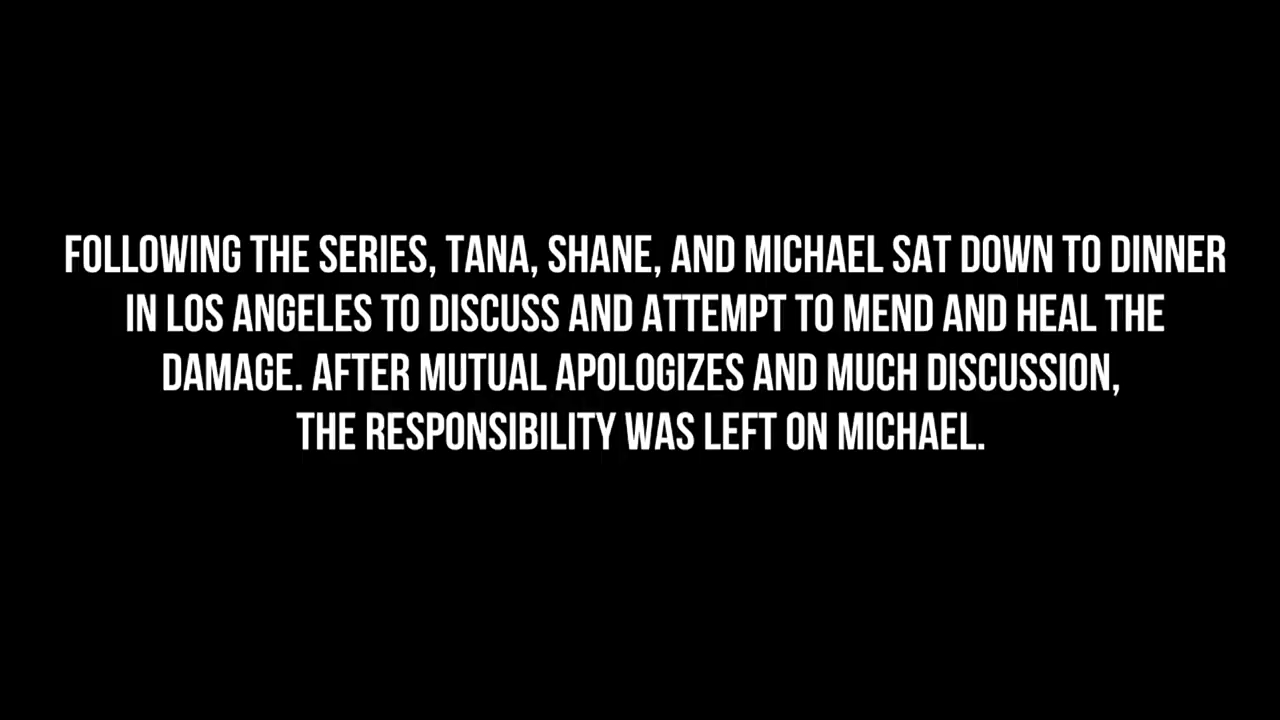 FOLLOWING THE SERIES, TANA, SHANE, AND MICHAEL SAT DOWN TO DINNER
IN LOS ANGELES TO DISCUSS AND ATTEMPT TO MEND AND HEAL THE
DAMAGE. AFTER MUTUAL APOLOGIZES AND MUCH DISCUSSION,
THE RESPONSIBILITY WAS LEFT ON MICHAEL.